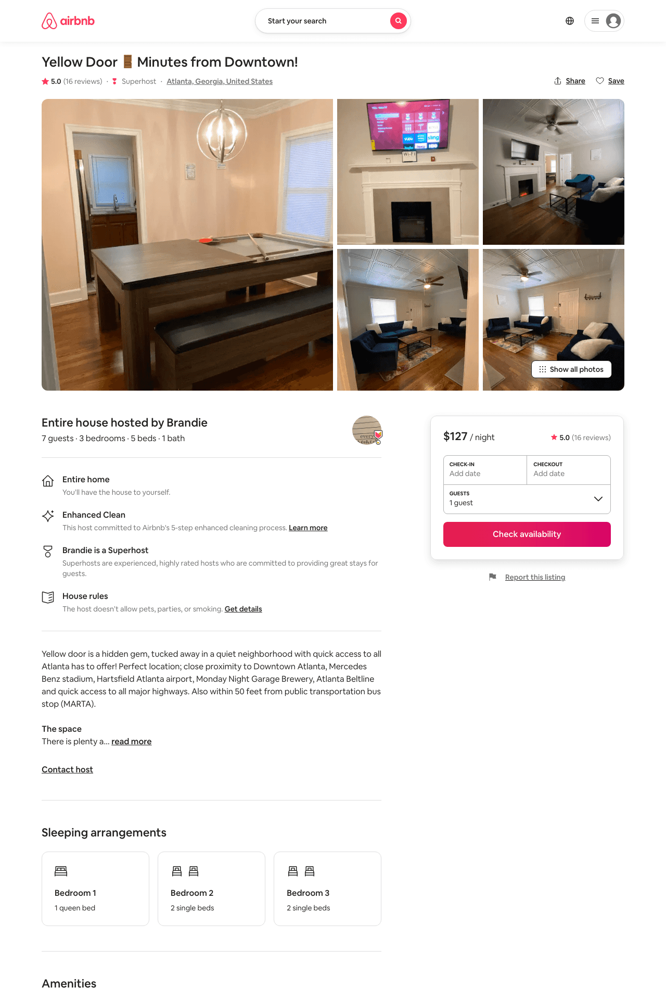 airbnb
Start your search
Yellow Door 🚪 Minutes from Downtown!
5.0 (16 reviews) · Superhost · Atlanta, Georgia, United States
Share
Save
VUDU
sling
Roku
HBO
Wi-Fi
Show all photos
Entire house hosted by Brandie
7 guests · 3 bedrooms · 5 beds · 1 bath
every
$127 / night
5.0 (16 reviews)
CHECK-IN
Add date
CHECKOUT
Add date
GUESTS
1 guest
Check availability
Report this listing
Entire home
You’ll have the house to yourself.
Enhanced Clean
This host committed to Airbnb's 5-step enhanced cleaning process. Learn more
Brandie is a Superhost
Superhosts are experienced, highly rated hosts who are committed to providing great stays for
guests.
House rules
The host doesn’t allow pets, parties, or smoking. Get details
Yellow door is a hidden gem, tucked away in a quiet neighborhood with quick access to all
Atlanta has to offer! Perfect location; close proximity to Downtown Atlanta, Mercedes
Benz stadium, Hartsfield Atlanta airport, Monday Night Garage Brewery, Atlanta Beltline
and quick access to all major highways. Also within 50 feet from public transportation bus
stop (MARTA).
The space
There is plenty a... read more
Contact host
Sleeping arrangements
Bedroom 1
1 queen bed
Bedroom 2
2 single beds
Bedroom 3
2 single beds
Amenities